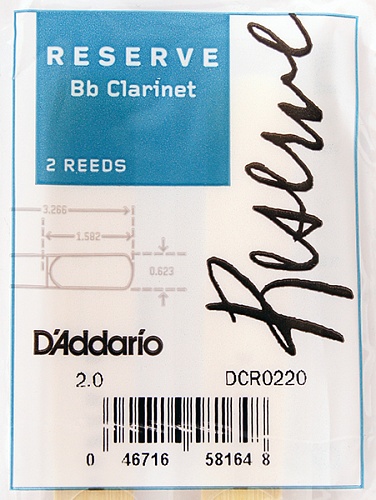 RESERVE
Bb Clarinet
2 REEDS
Reserve
3.266
1.582
0.623
D'Addario
2.0 DCR0220
0 46716 58164 8